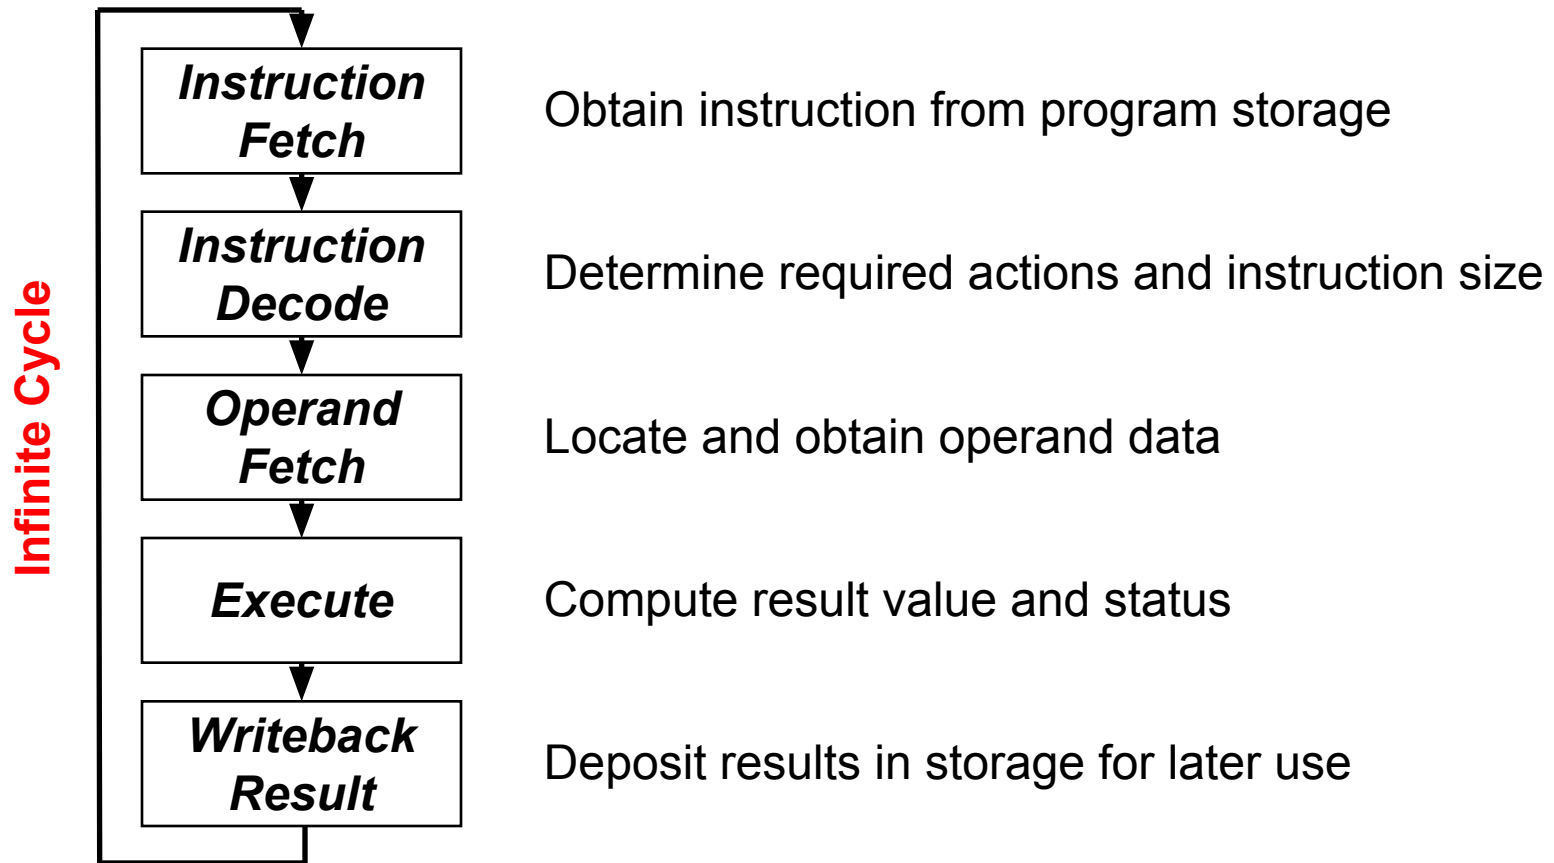 Infinite Cycle
Instruction
Fetch
Obtain instruction from program storage
Instruction
Decode
Determine required actions and instruction size
Operand
Fetch
Locate and obtain operand data
Execute
Compute result value and status
Writeback
Result
Deposit results in storage for later use